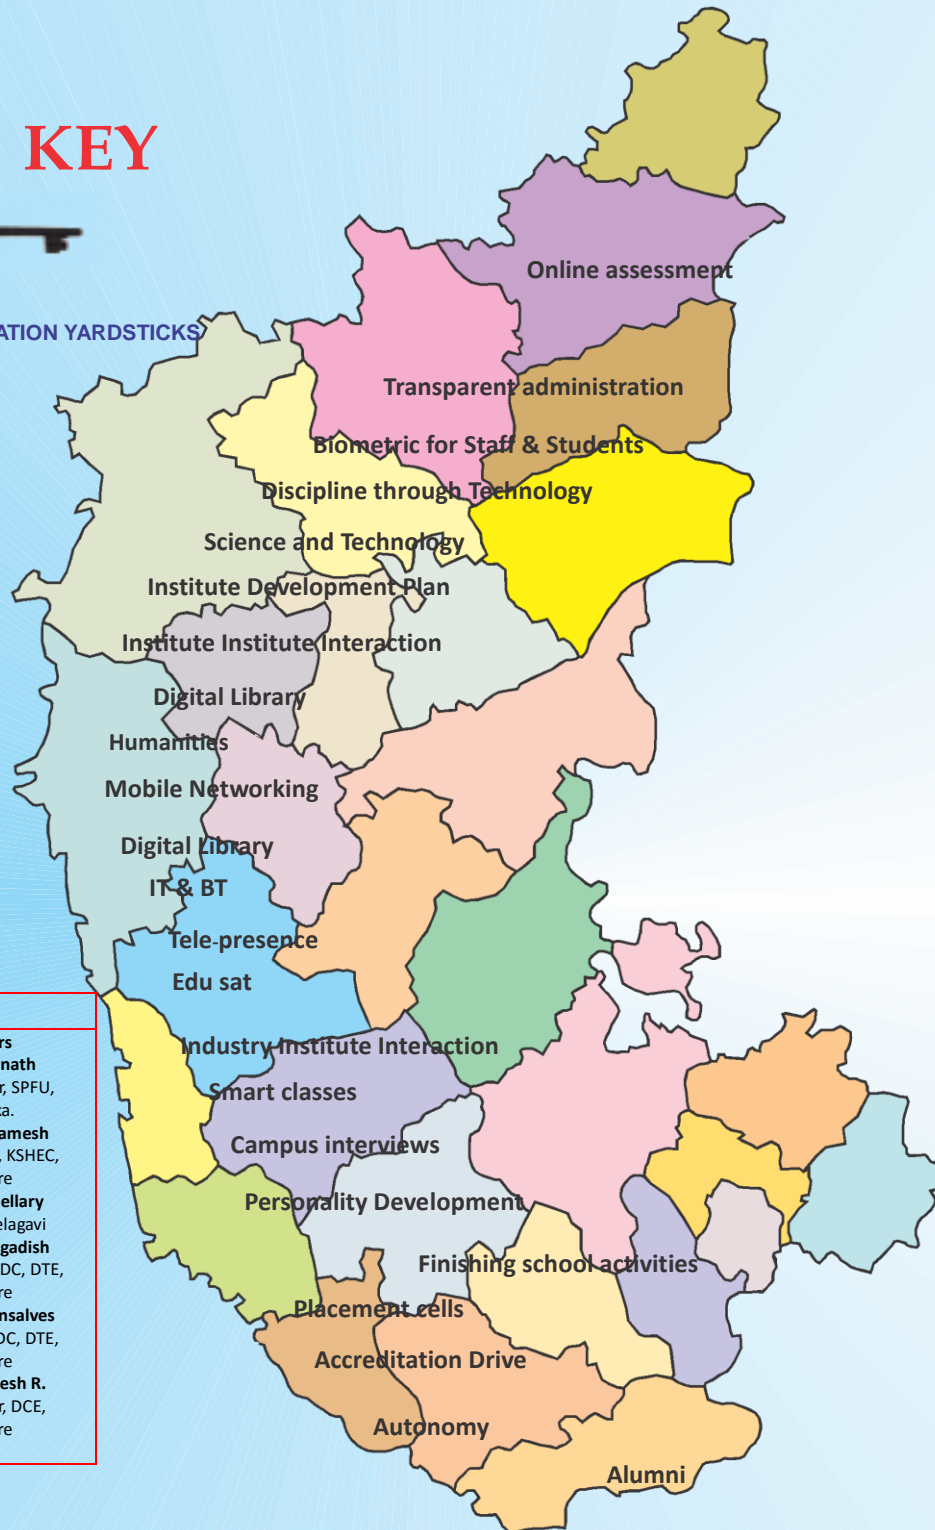 KEY
ATION YARDSTICKS
Online assessment
Transparent administration
Biometric for Staff & Students
Discipline through Technology
Science and Technology
Institute Development Plan
Institute Institute Interaction
Digital Library
Humanities
Mobile Networking
Digital Library
IT & BT
Tele-presence
Edu sat
Industry Institute Interaction
Smart classes
Campus interviews
Personality Development
Finishing school activities
Placement cells
Accreditation Drive
Autonomy
Alumni
rs
nath
r, SPFU,
ka.
amesh
, KSHEC,
re
ellary
elagavi
gadish
DC, DTE,
re
nsalves
DC, DTE,
re
esh R.
r, DCE,
re